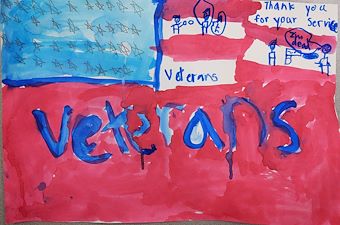 Thank you
for your Service
Veterans
Veterans